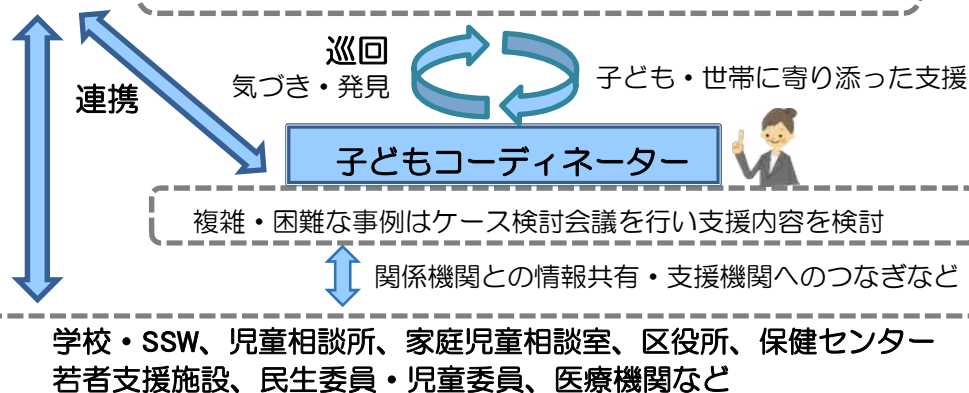 巡回
気づき・発見
子ども・世帯に寄り添った支援
連携
子どもコーディネーター
複雑・困難な事例はケース検討会議を行い支援内容を検討
関係機関との情報共有・支援機関へのつなぎなど
学校・SSW、児童相談所、家庭児童相談室、区役所、保健センター
若者支援施設、民生委員・児童委員、医療機関など